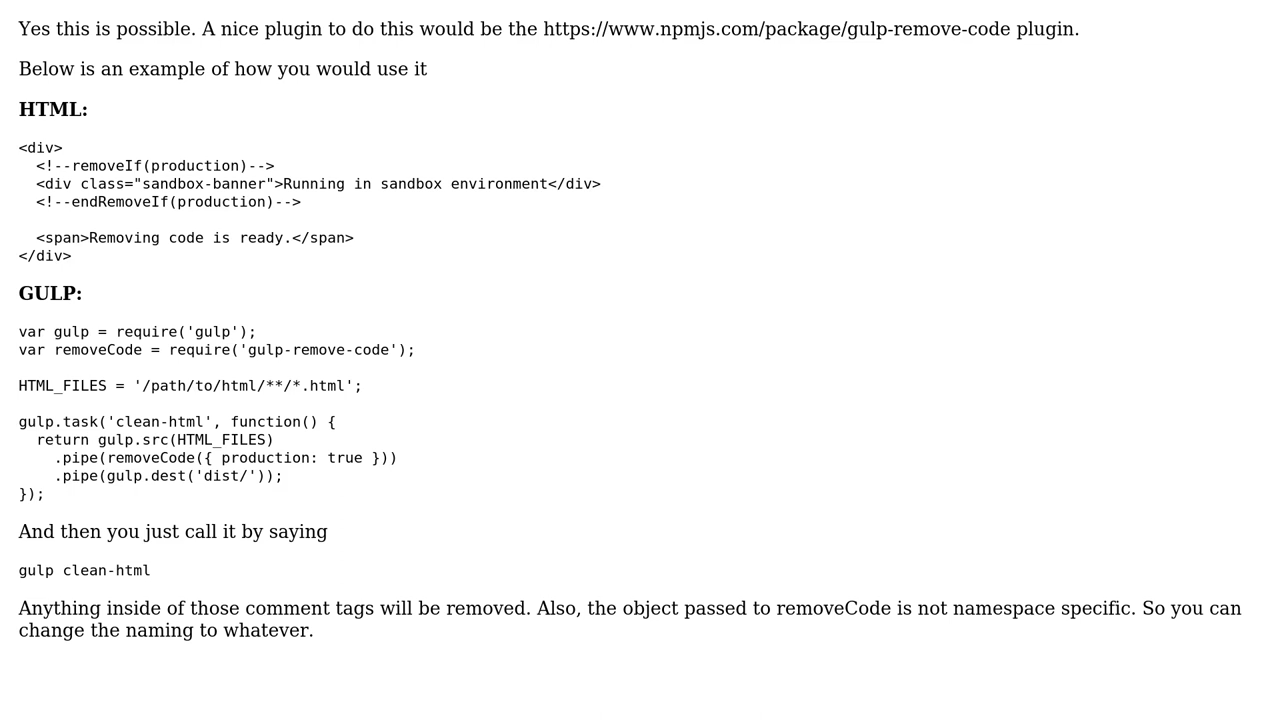 Yes this is possible. A nice plugin to do this would be the https://www.npmjs.com/package/gulp-remove-code plugin.
Below is an example of how you would use it
HTML:
<div>
  <!--removeIf(production)-->
  <div class="sandbox-banner">Running in sandbox environment</div>
  <!--endRemoveIf(production)-->
  <span>Removing code is ready.</span>
</div>
GULP:
var gulp = require('gulp');
var removeCode = require('gulp-remove-code');
HTML_FILES = '/path/to/html/**/*.html';
gulp.task('clean-html', function() {
  return gulp.src(HTML_FILES)
    .pipe(removeCode({ production: true }))
    .pipe(gulp.dest('dist/'));
});
And then you just call it by saying
gulp clean-html
Anything inside of those comment tags will be removed. Also, the object passed to removeCode is not namespace specific. So you can
change the naming to whatever.